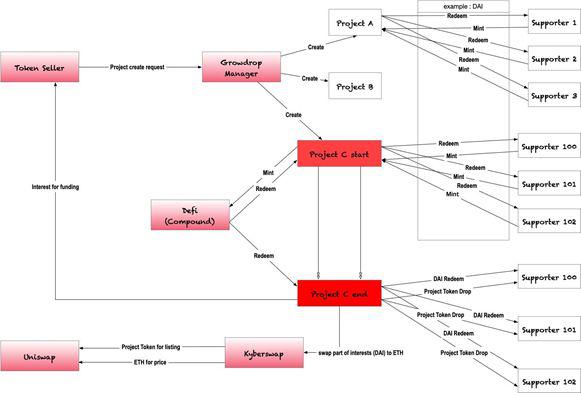 example : DAI
Project A
Redeem
Mint
Supporter 1
Redeem
Mint
Supporter 2
Redeem
Mint
Supporter 3
Token Seller
Project create request
Growdrop
Manager
Create
Create
Project B
Create
Project C start
Redeem
Mint
Supporter 100
Redeem
Mint
Supporter 101
Redeem
Mint
Supporter 102
Mint
Redeem
Interest for funding
Defi
(Compound)
Redeem
Project C end
DAI Redeem
Project Token Drop
Supporter 100
DAI Redeem
Project Token Drop
Supporter 101
DAI Redeem
Project Token Drop
Supporter 102
Uniswap
Project Token for listing
ETH for price
Kyberswap
swap part of interests (DAI) to ETH